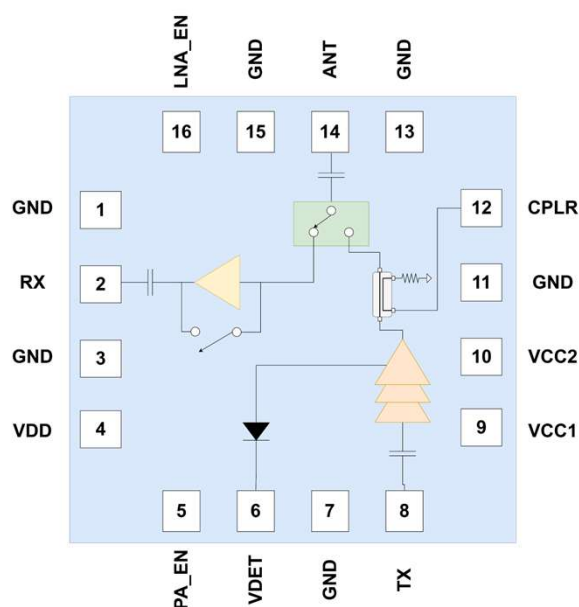 LNA_EN GND ANT GND
16 15 14 13
GND 1 12 CPLR
RX 2 11 GND
GND 3 10 VCC2
VDD 4 9 VCC1
5 6 7 8
PA_EN VDET GND TX